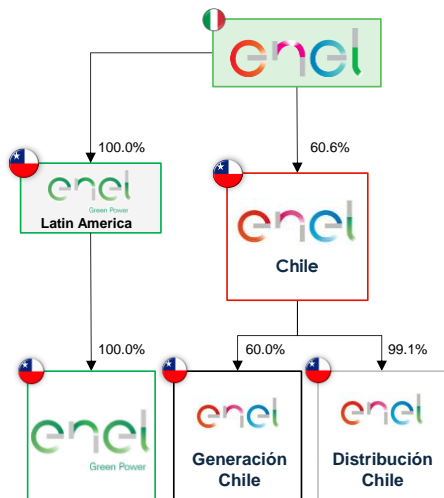 enel
100.0%
60.6%
enel
Green Power
Latin America
enel
Chile
100.0%
60.0%
99.1%
enel
Green Power
enel
Generación
Chile
enel
Distribución
Chile